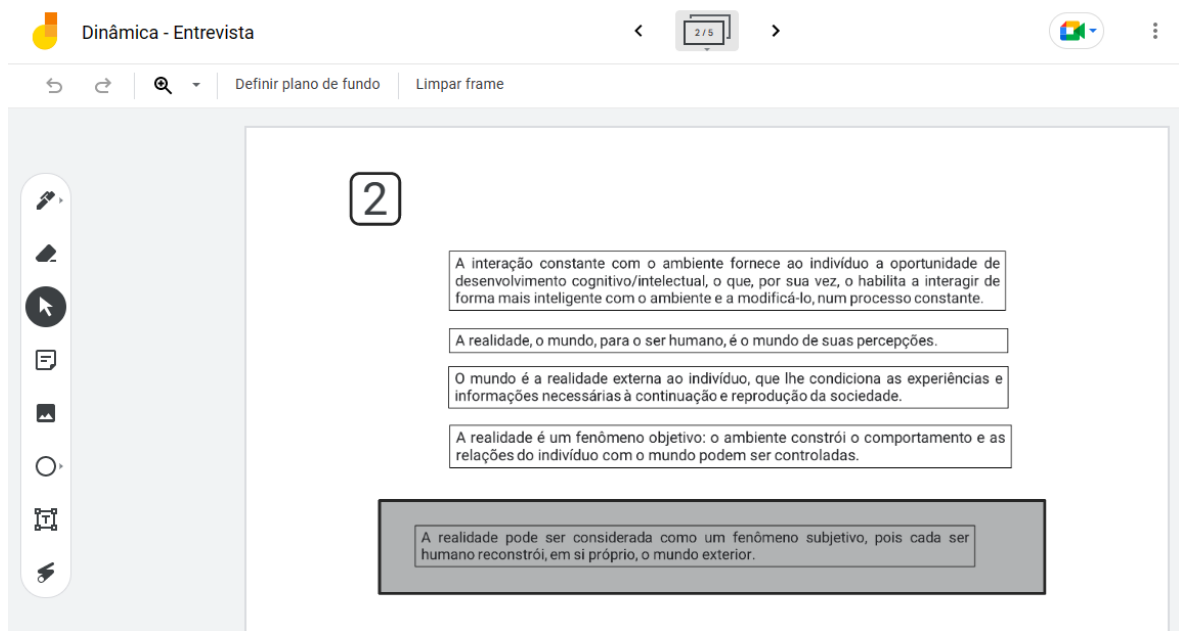 Dinâmica - Entrevista
2 / 5
Definir plano de fundo
Limpar frame
2
A interação constante com o ambiente fornece ao indivíduo a oportunidade de
desenvolvimento cognitivo/intelectual, o que, por sua vez, o habilita a interagir de
forma mais inteligente com o ambiente e a modificá-lo, num processo constante.
A realidade, o mundo, para o ser humano, é o mundo de suas percepções.
O mundo é a realidade externa ao indivíduo, que lhe condiciona as experiências e
informações necessárias à continuação e reprodução da sociedade.
A realidade é um fenômeno objetivo: o ambiente constrói o comportamento e as
relações do indivíduo com o mundo podem ser controladas.
A realidade pode ser considerada como um fenômeno subjetivo, pois cada ser
humano reconstrói, em si próprio, o mundo exterior.